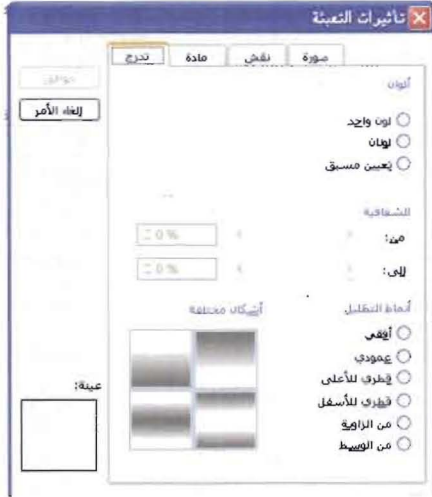 تأثيرات التعبئة
صورة نقش مادة تدرج
ألوان
موافق
لون واحد
إلغاء الأمر
لونان
تعيين مسبق
الشفافية
من: 0 %
إلى: 0 %
أنماط التظليل
أشكال مختلفة
أفقي
عمودي
قطري للأعلى
قطري للأسفل
من الزاوية
من الوسط
عينة: